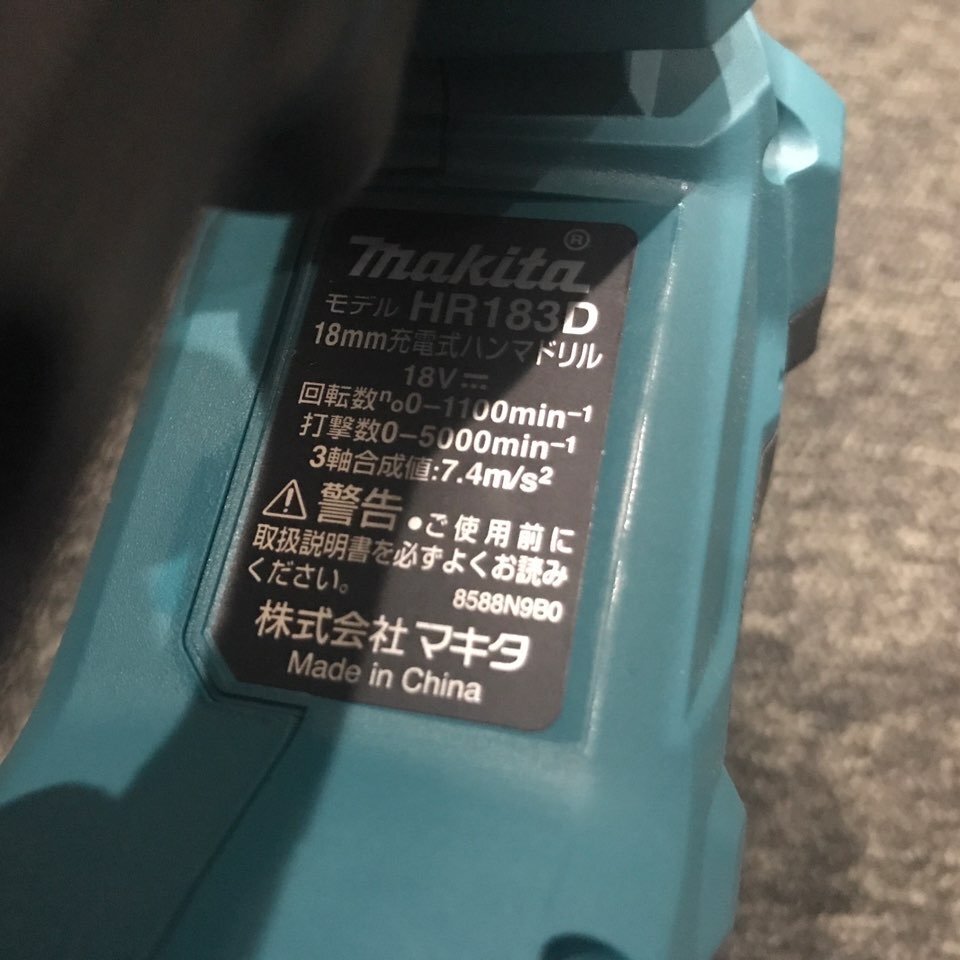 makita®
モデル HR183D
18mm充電式ハンマドリル
18V⎓
回転数n₀0-1100min⁻¹
打撃数0-5000min⁻¹
3軸合成値:7.4m/s²
⚠警告 ●ご使用前に
取扱説明書を必ずよくお読み
ください。 8588N9B0
株式会社 マキタ
Made in China